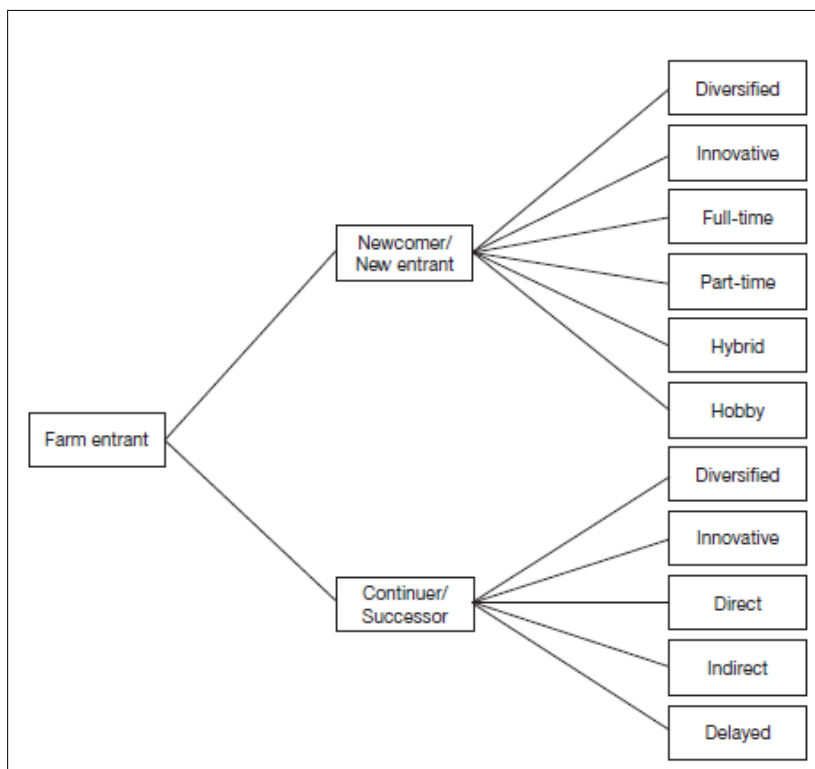 Farm entrant
Newcomer/
New entrant
Diversified
Innovative
Full-time
Part-time
Hybrid
Hobby
Continuer/
Successor
Diversified
Innovative
Direct
Indirect
Delayed